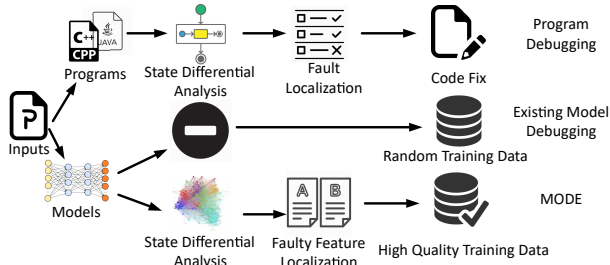 C++
CPP
JAVA
Programs
State Differential
Analysis
Fault
Localization
Code Fix
Program
Debugging
Inputs
Models
Random Training Data
Existing Model
Debugging
State Differential
Analysis
A
B
Faulty Feature
Localization
High Quality Training Data
MODE